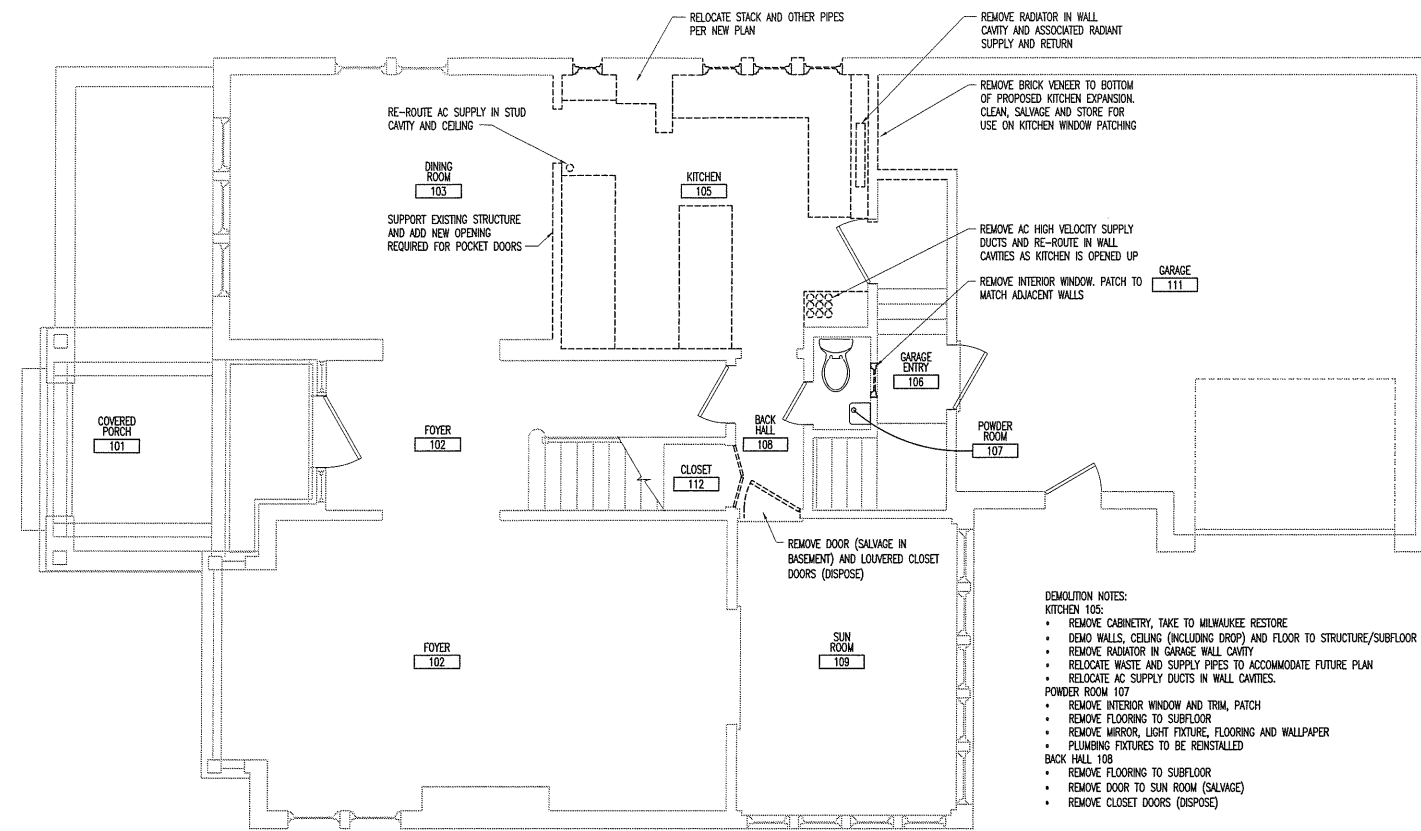 RELOCATE STACK AND OTHER PIPES
PER NEW PLAN
REMOVE RADIATOR IN WALL
CAVITY AND ASSOCIATED RADIANT
SUPPLY AND RETURN
REMOVE BRICK VENEER TO BOTTOM
OF PROPOSED KITCHEN EXPANSION.
CLEAN, SALVAGE AND STORE FOR
USE ON KITCHEN WINDOW PATCHING
RE-ROUTE AC SUPPLY IN STUD
CAVITY AND CEILING
DINING
ROOM
103
KITCHEN
105
SUPPORT EXISTING STRUCTURE
AND ADD NEW OPENING
REQUIRED FOR POCKET DOORS
REMOVE AC HIGH VELOCITY SUPPLY
DUCTS AND RE-ROUTE IN WALL
CAVITIES AS KITCHEN IS OPENED UP
REMOVE INTERIOR WINDOW. PATCH TO
MATCH ADJACENT WALLS
GARAGE
111
GARAGE
ENTRY
106
COVERED
PORCH
101
FOYER
102
BACK
HALL
108
POWDER
ROOM
107
CLOSET
112
REMOVE DOOR (SALVAGE IN
BASEMENT) AND LOUVERED CLOSET
DOORS (DISPOSE)
FOYER
102
SUN
ROOM
109
DEMOLITION NOTES:
KITCHEN 105:
• REMOVE CABINETRY, TAKE TO MILWAUKEE RESTORE
• DEMO WALLS, CEILING (INCLUDING DROP) AND FLOOR TO STRUCTURE/SUBFLOOR
• REMOVE RADIATOR IN GARAGE WALL CAVITY
• RELOCATE WASTE AND SUPPLY PIPES TO ACCOMMODATE FUTURE PLAN
• RELOCATE AC SUPPLY DUCTS IN WALL CAVITIES.
POWDER ROOM 107
• REMOVE INTERIOR WINDOW AND TRIM, PATCH
• REMOVE FLOORING TO SUBFLOOR
• REMOVE MIRROR, LIGHT FIXTURE, FLOORING AND WALLPAPER
• PLUMBING FIXTURES TO BE REINSTALLED
BACK HALL 108
• REMOVE FLOORING TO SUBFLOOR
• REMOVE DOOR TO SUN ROOM (SALVAGE)
• REMOVE CLOSET DOORS (DISPOSE)